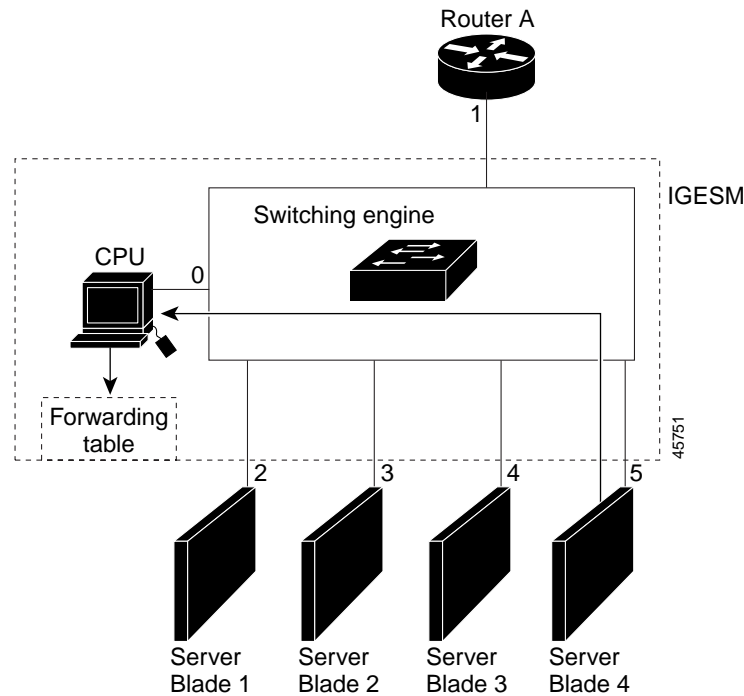 Router A
1
IGESM
Switching engine
CPU
0
Forwarding
table
45751
2
3
4
5
Server
Blade 1
Server
Blade 2
Server
Blade 3
Server
Blade 4